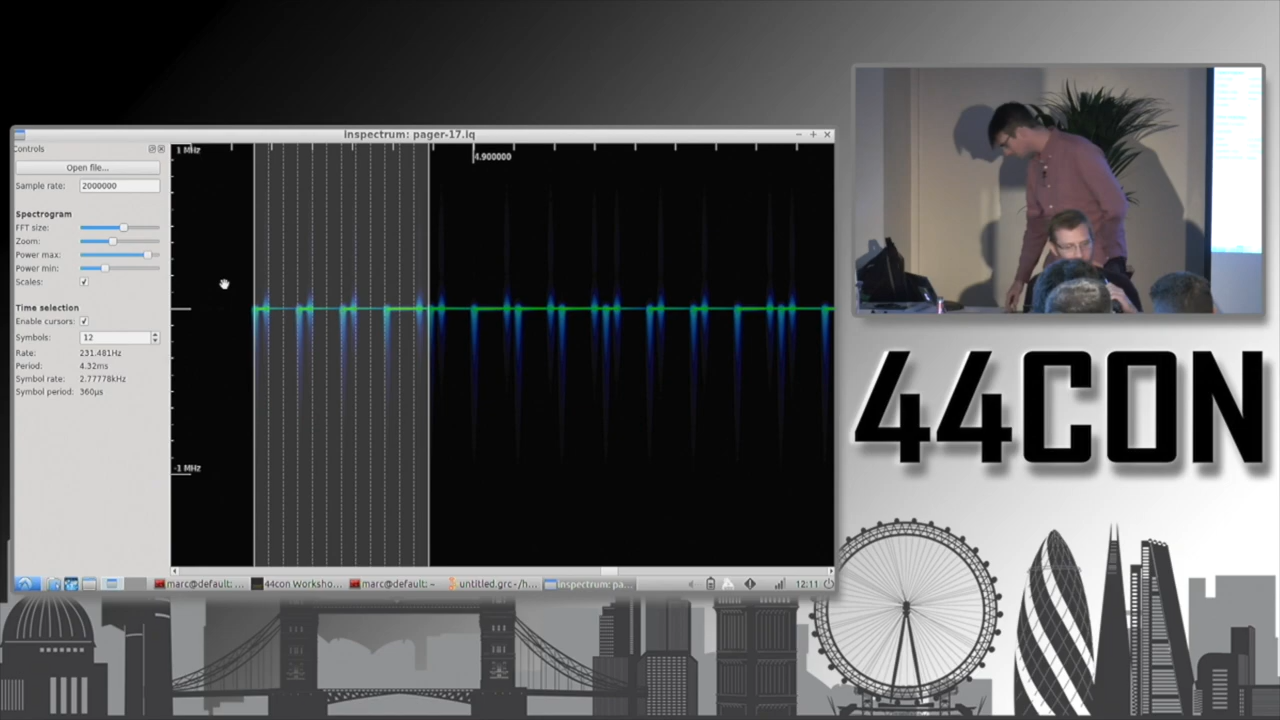 inspectrum: pager-17.iq
Controls
Open file...
Sample rate: 2000000
Spectrogram
FFT size:
Zoom:
Power max:
Power min:
Scales:
Time selection
Enable cursors:
Symbols: 12
Rate: 231.481Hz
Period: 4.32ms
Symbol rate: 2.77778kHz
Symbol period: 360µs
1 MHz
4.900000
-1 MHz
marc@default: ...
44con Worksho...
marc@default: ~
untitled.grc - /h...
inspectrum: pa...
12:11
44CON